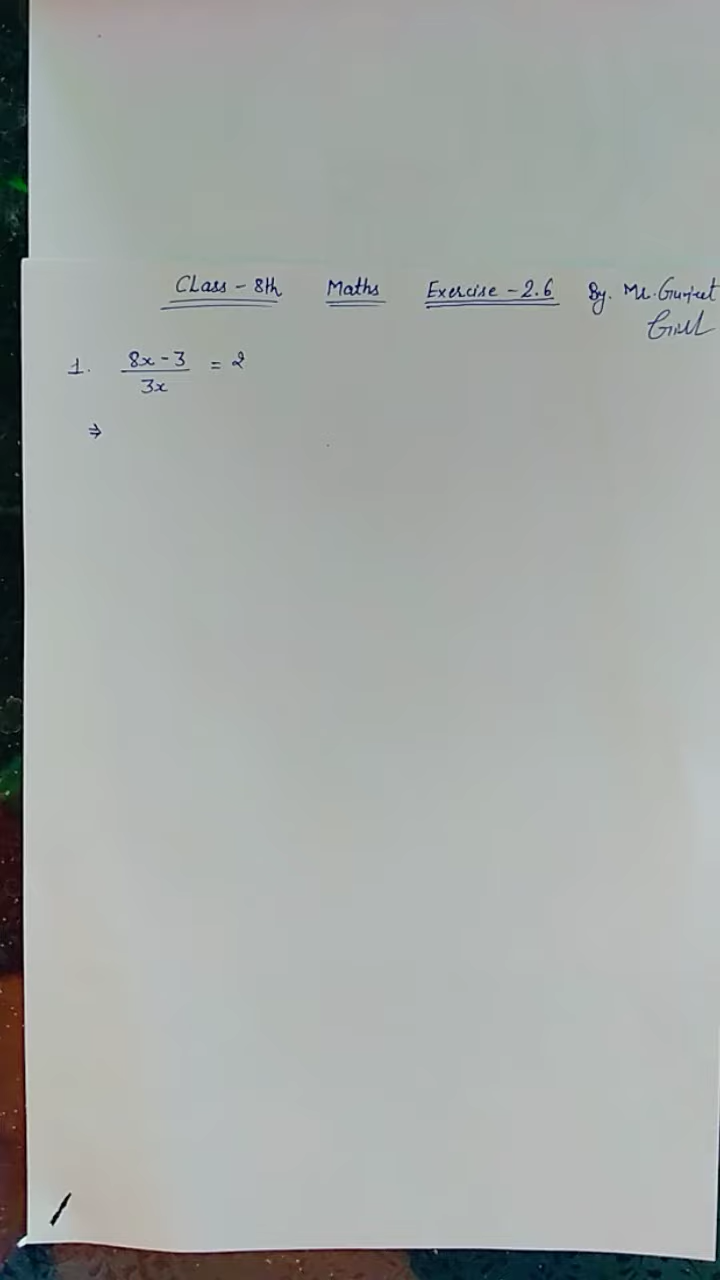 CLass - 8th Maths Exercise - 2.6 By. Mr. Gurjeet
Gill
1. 8x - 3 / 3x = 2
⇒